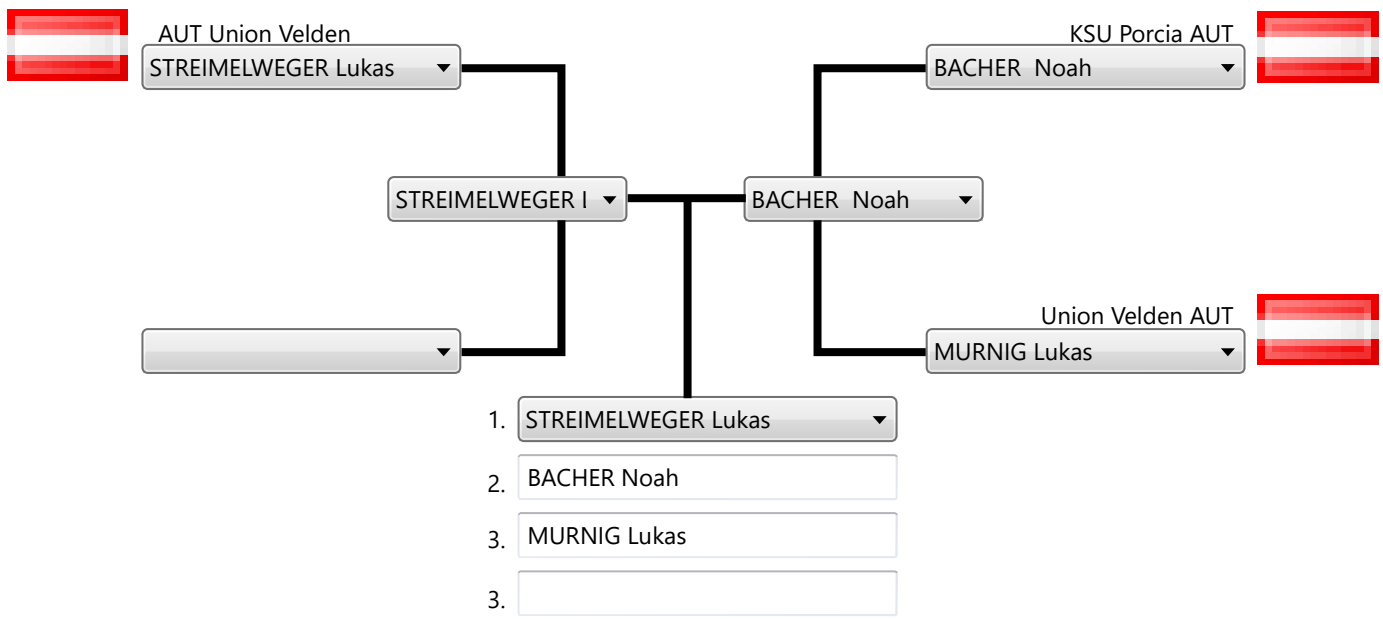 AUT Union Velden
STREIMELWEGER Lukas
KSU Porcia AUT
BACHER Noah
STREIMELWEGER l
BACHER Noah
Union Velden AUT
MURNIG Lukas
1. STREIMELWEGER Lukas
2. BACHER Noah
3. MURNIG Lukas
3.